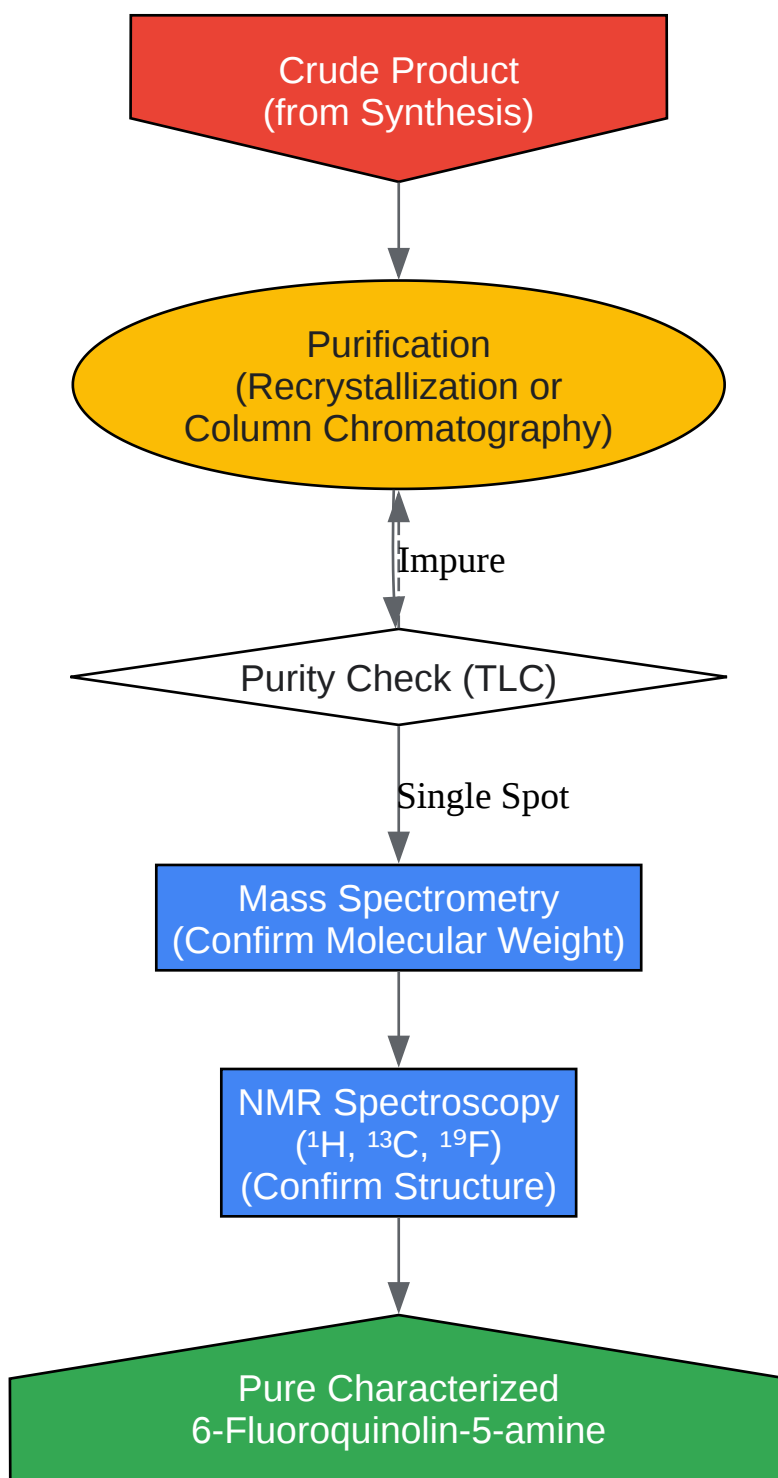 Crude Product
(from Synthesis)
Purification
(Recrystallization or
Column Chromatography)
Impure
Purity Check (TLC)
Single Spot
Mass Spectrometry
(Confirm Molecular Weight)
NMR Spectroscopy
(¹H, ¹³C, ¹⁹F)
(Confirm Structure)
Pure Characterized
6-Fluoroquinolin-5-amine